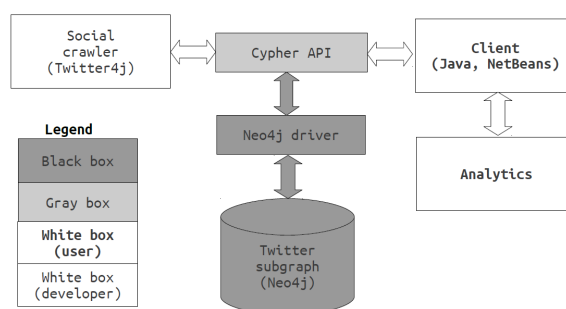 Social
crawler
(Twitter4j)
Cypher API
Client
(Java, NetBeans)
Neo4j driver
Analytics
Twitter
subgraph
(Neo4j)
Legend
Black box
Gray box
White box
(user)
White box
(developer)